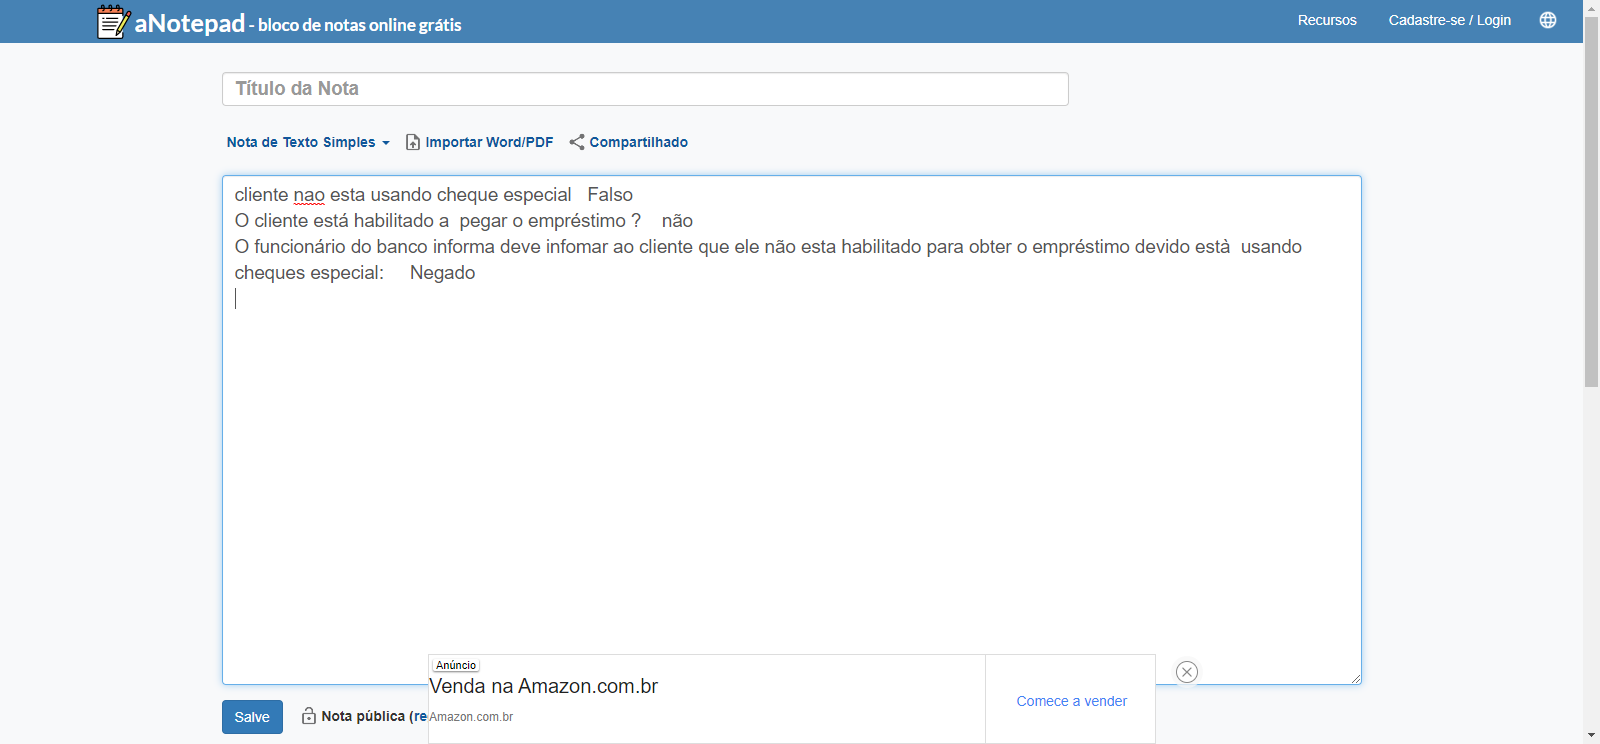 aNotepad - bloco de notas online grátis
Recursos
Cadastre-se / Login
Título da Nota
Nota de Texto Simples
Importar Word/PDF
Compartilhado
cliente nao esta usando cheque especial Falso
O cliente está habilitado a pegar o empréstimo ? não
O funcionário do banco informa deve infomar ao cliente que ele não esta habilitado para obter o empréstimo devido està usando
cheques especial: Negado
Anúncio
Venda na Amazon.com.br
Amazon.com.br
Comece a vender
Salve
Nota pública (re